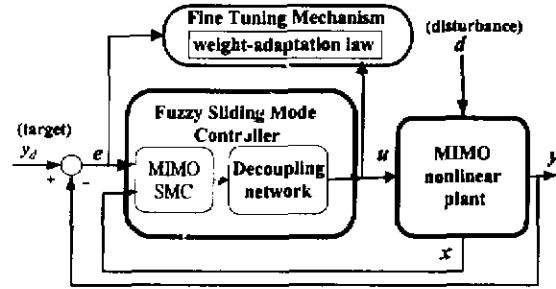 Fine Tuning Mechanism
weight-adaptation law
(disturbance)
d
Fuzzy Sliding Mode
Controller
(target)
y_d
e
+
-
MIMO
SMC
Decoupling
network
u
MIMO
nonlinear
plant
y
x